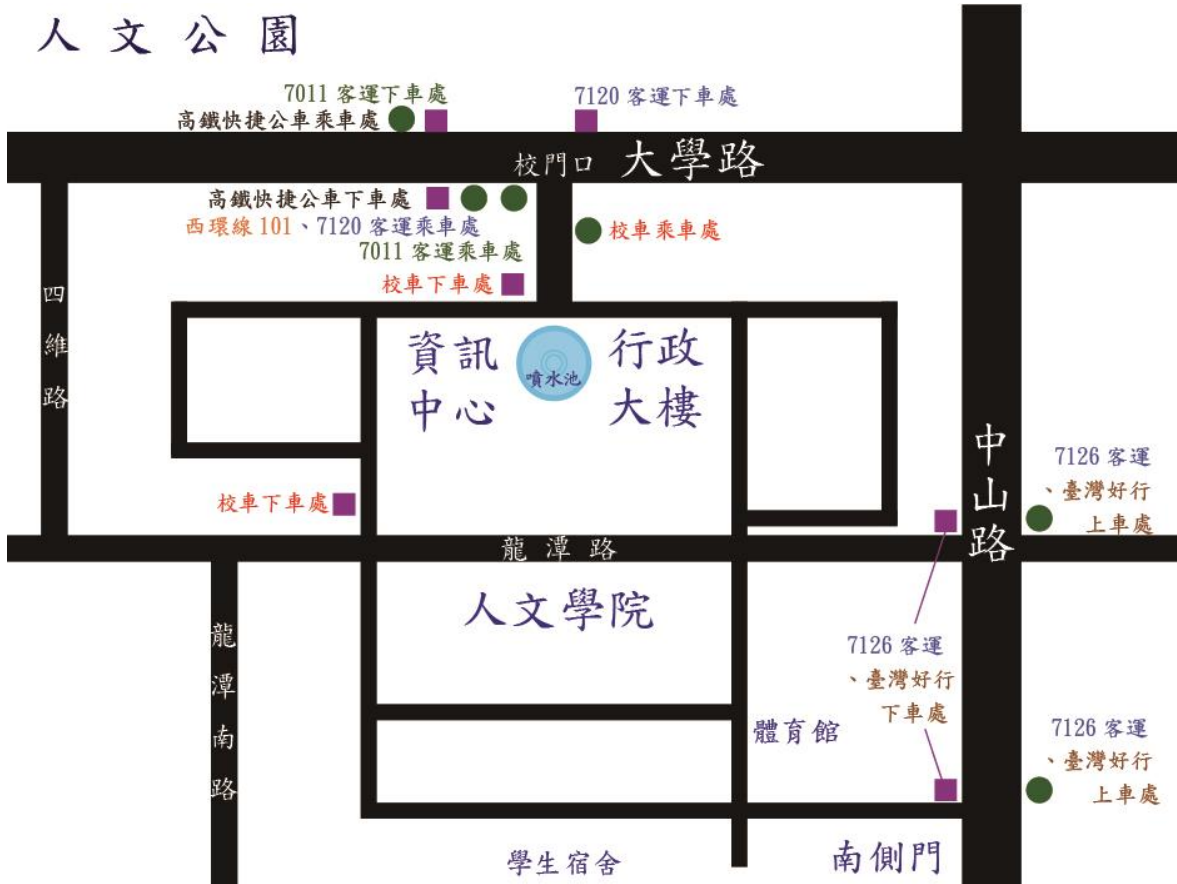 人文公園
7011 客運下車處
7120 客運下車處
高鐵快捷公車乘車處
校門口 大學路
高鐵快捷公車下車處
西環線 101、7120 客運乘車處
校車乘車處
7011 客運乘車處
校車下車處
四維路
資訊中心
噴水池
行政大樓
中山路
7126 客運
、臺灣好行
上車處
校車下車處
龍潭路
人文學院
龍潭南路
7126 客運
、臺灣好行
下車處
體育館
7126 客運
、臺灣好行
上車處
學生宿舍
南側門